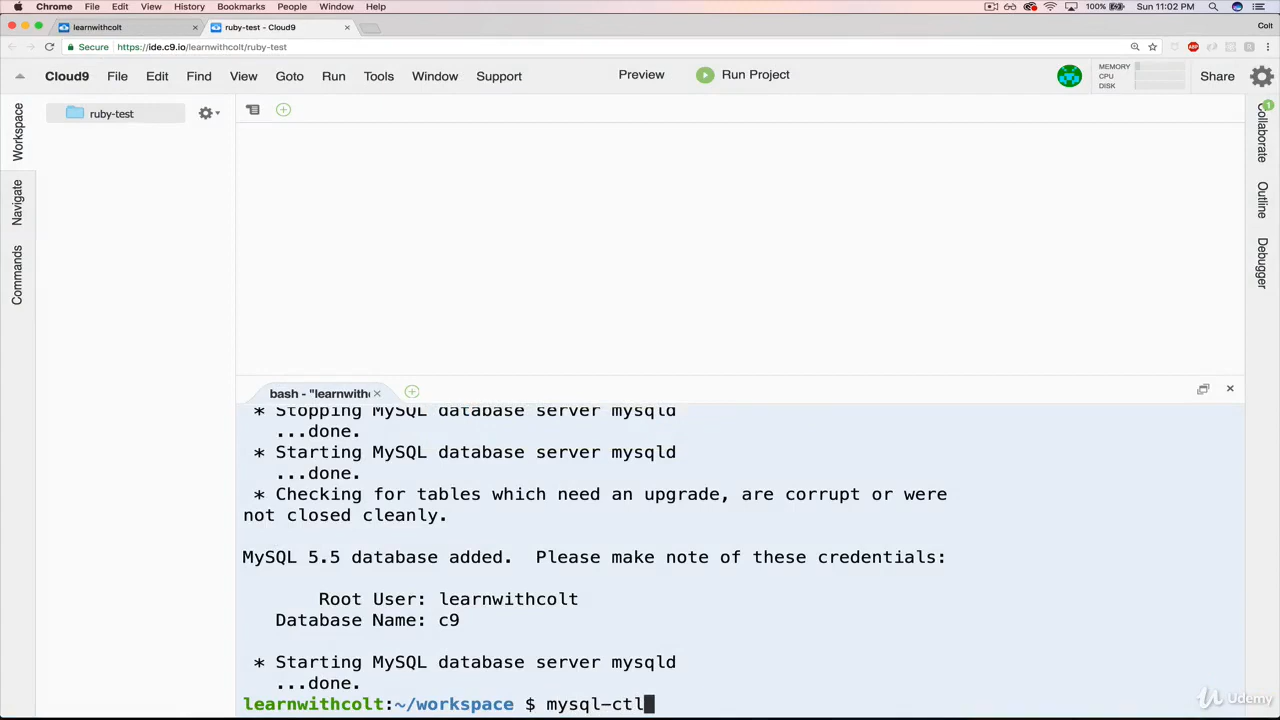 Chrome File Edit View History Bookmarks People Window Help 100% Sun 11:02 PM
learnwithcolt ruby-test - Cloud9 Colt
Secure https://ide.c9.io/learnwithcolt/ruby-test
Cloud9 File Edit Find View Goto Run Tools Window Support Preview Run Project MEMORY CPU DISK Share
Workspace
Navigate
Commands
ruby-test
Collaborate 1
Outline
Debugger
bash - "learnwith
* Stopping MySQL database server mysqld
...done.
* Starting MySQL database server mysqld
...done.
* Checking for tables which need an upgrade, are corrupt or were
not closed cleanly.
MySQL 5.5 database added.  Please make note of these credentials:
Root User: learnwithcolt
Database Name: c9
* Starting MySQL database server mysqld
...done.
learnwithcolt:~/workspace $ mysql-ctl
Udemy